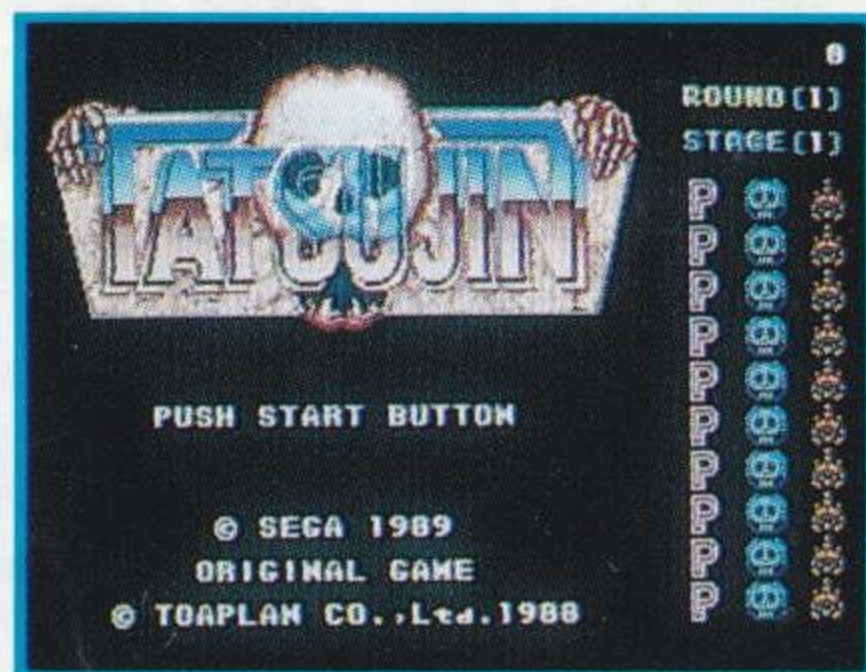 TATSUJIN
PUSH START BUTTON
© SEGA 1989
ORIGINAL GAME
© TOAPLAN CO.,Ltd.1988
0
ROUND(1)
STAGE(1)
P
P
P
P
P
P
P
P
P
P